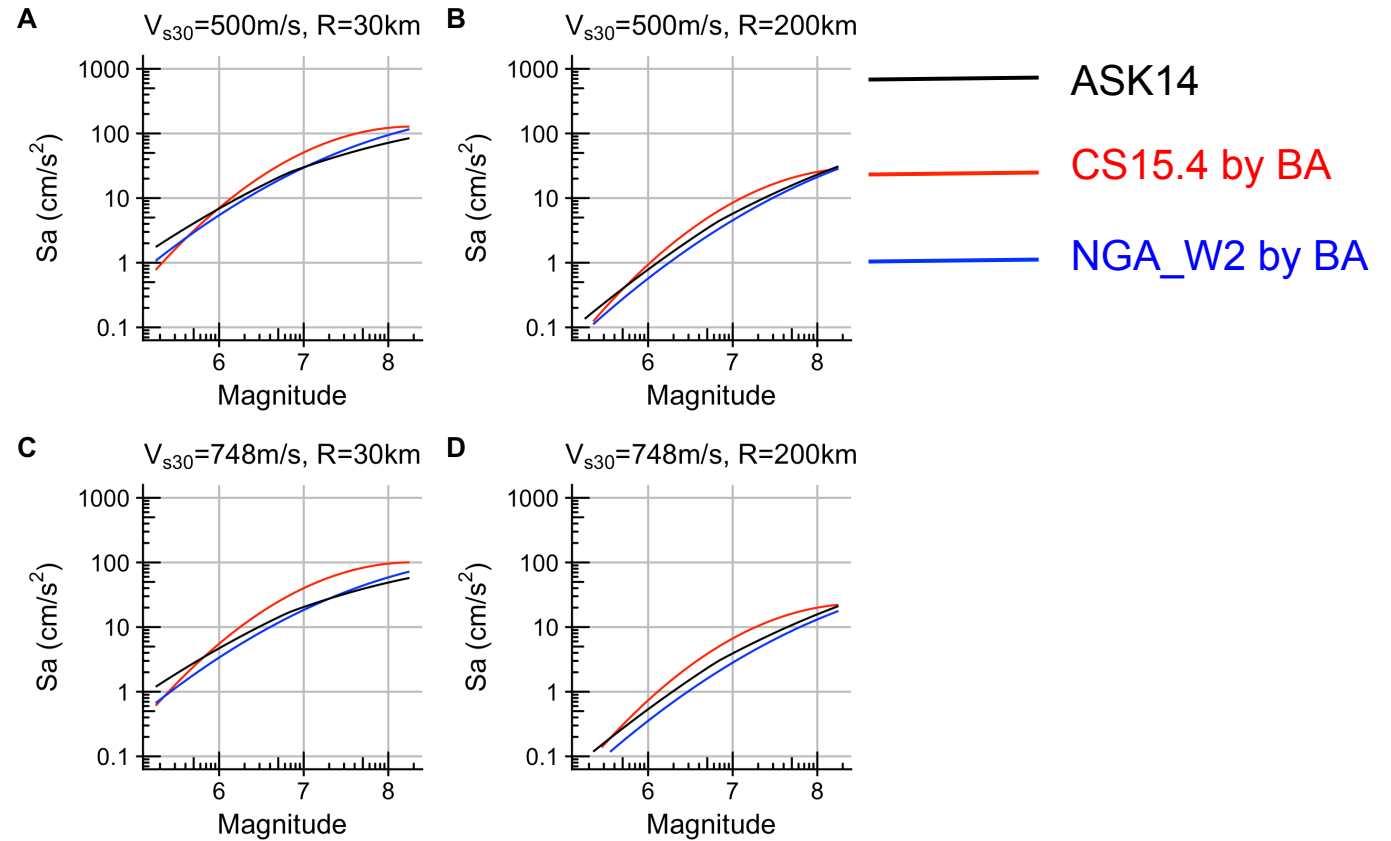 A
Vs30=500m/s, R=30km
1000
100
10
1
0.1
Sa (cm/s2)
6 7 8
Magnitude
B
Vs30=500m/s, R=200km
1000
100
10
1
0.1
Sa (cm/s2)
6 7 8
Magnitude
ASK14
CS15.4 by BA
NGA_W2 by BA
C
Vs30=748m/s, R=30km
1000
100
10
1
0.1
Sa (cm/s2)
6 7 8
Magnitude
D
Vs30=748m/s, R=200km
1000
100
10
1
0.1
Sa (cm/s2)
6 7 8
Magnitude